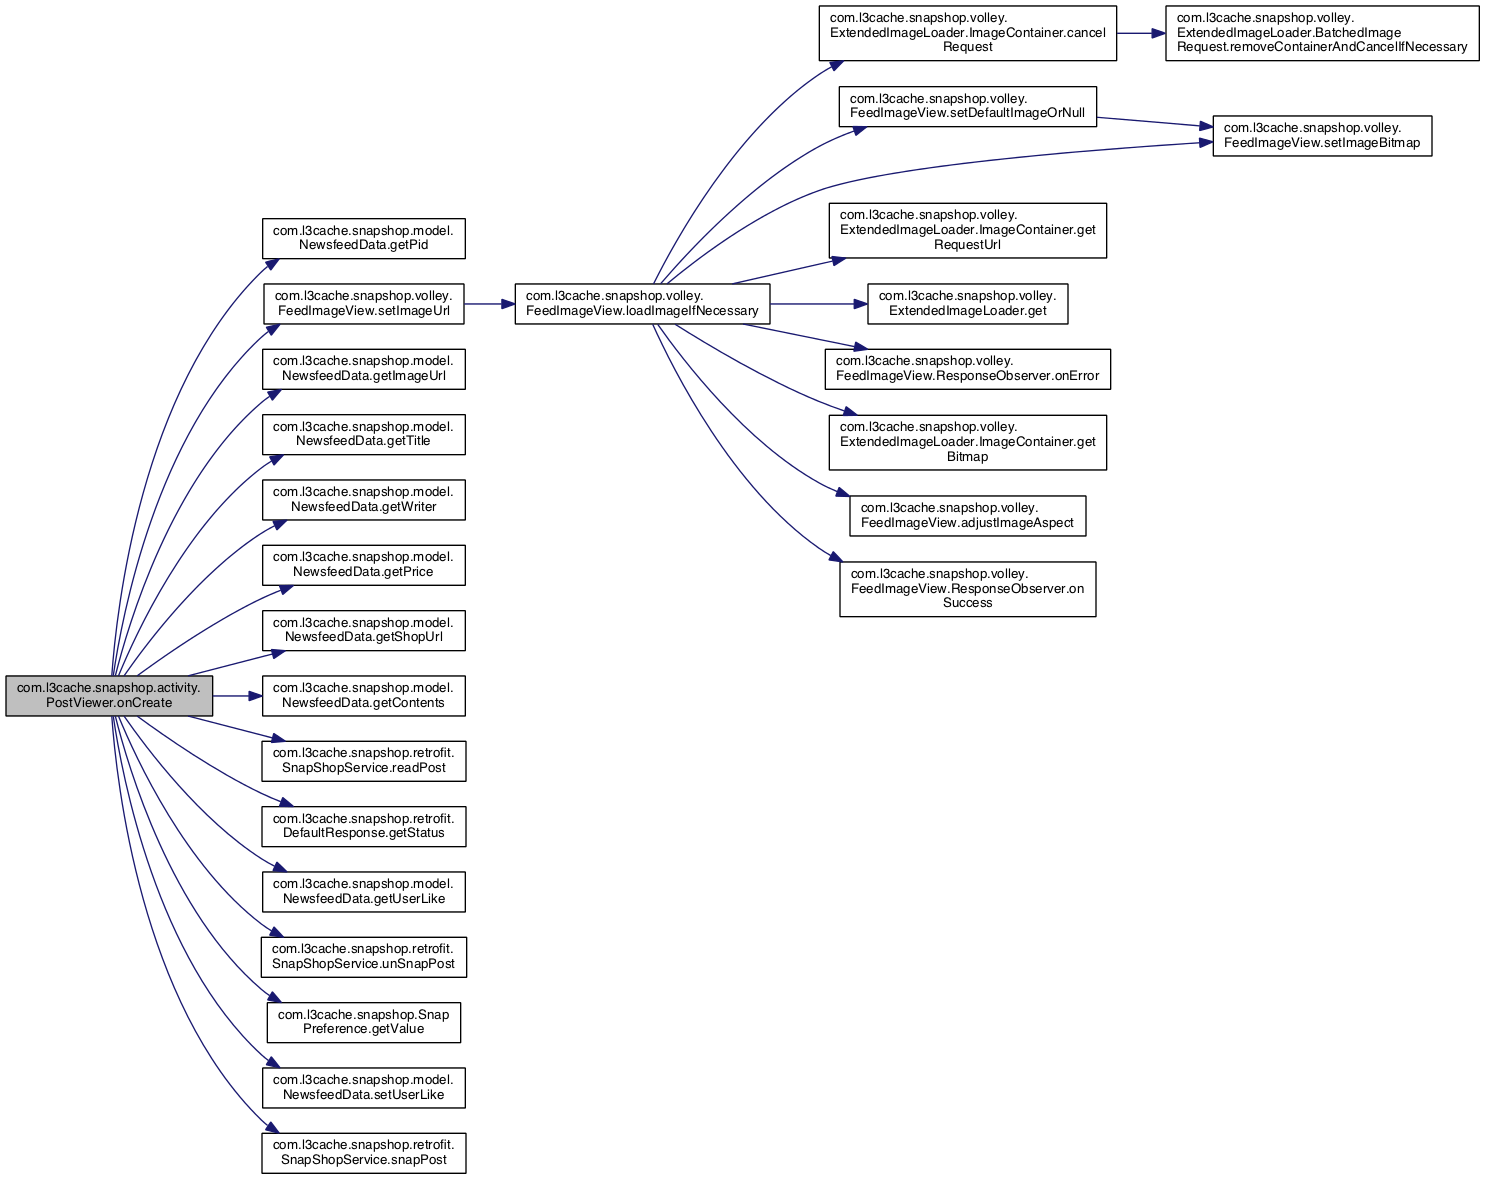 com.l3cache.snapshop.volley.
ExtendedImageLoader.ImageContainer.cancel
Request
com.l3cache.snapshop.volley.
ExtendedImageLoader.BatchedImage
Request.removeContainerAndCancelIfNecessary
com.l3cache.snapshop.volley.
FeedImageView.setDefaultImageOrNull
com.l3cache.snapshop.volley.
FeedImageView.setImageBitmap
com.l3cache.snapshop.volley.
ExtendedImageLoader.ImageContainer.get
RequestUrl
com.l3cache.snapshop.model.
NewsfeedData.getPid
com.l3cache.snapshop.volley.
FeedImageView.setImageUrl
com.l3cache.snapshop.volley.
FeedImageView.loadImageIfNecessary
com.l3cache.snapshop.volley.
ExtendedImageLoader.get
com.l3cache.snapshop.model.
NewsfeedData.getImageUrl
com.l3cache.snapshop.volley.
FeedImageView.ResponseObserver.onError
com.l3cache.snapshop.model.
NewsfeedData.getTitle
com.l3cache.snapshop.volley.
ExtendedImageLoader.ImageContainer.get
Bitmap
com.l3cache.snapshop.model.
NewsfeedData.getWriter
com.l3cache.snapshop.volley.
FeedImageView.adjustImageAspect
com.l3cache.snapshop.model.
NewsfeedData.getPrice
com.l3cache.snapshop.volley.
FeedImageView.ResponseObserver.on
Success
com.l3cache.snapshop.model.
NewsfeedData.getShopUrl
com.l3cache.snapshop.activity.
PostViewer.onCreate
com.l3cache.snapshop.model.
NewsfeedData.getContents
com.l3cache.snapshop.retrofit.
SnapShopService.readPost
com.l3cache.snapshop.retrofit.
DefaultResponse.getStatus
com.l3cache.snapshop.model.
NewsfeedData.getUserLike
com.l3cache.snapshop.retrofit.
SnapShopService.unSnapPost
com.l3cache.snapshop.Snap
Preference.getValue
com.l3cache.snapshop.model.
NewsfeedData.setUserLike
com.l3cache.snapshop.retrofit.
SnapShopService.snapPost